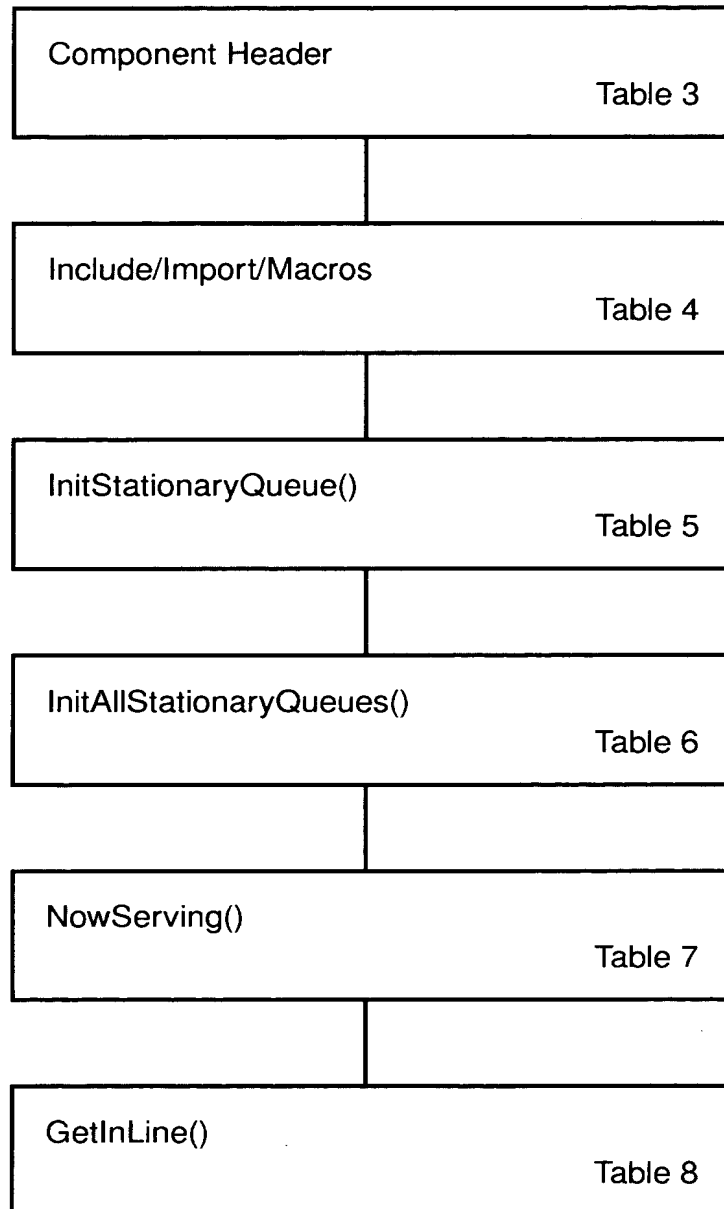 Component Header
Table 3
Include/Import/Macros
Table 4
InitStationaryQueue()
Table 5
InitAllStationaryQueues()
Table 6
NowServing()
Table 7
GetInLine()
Table 8